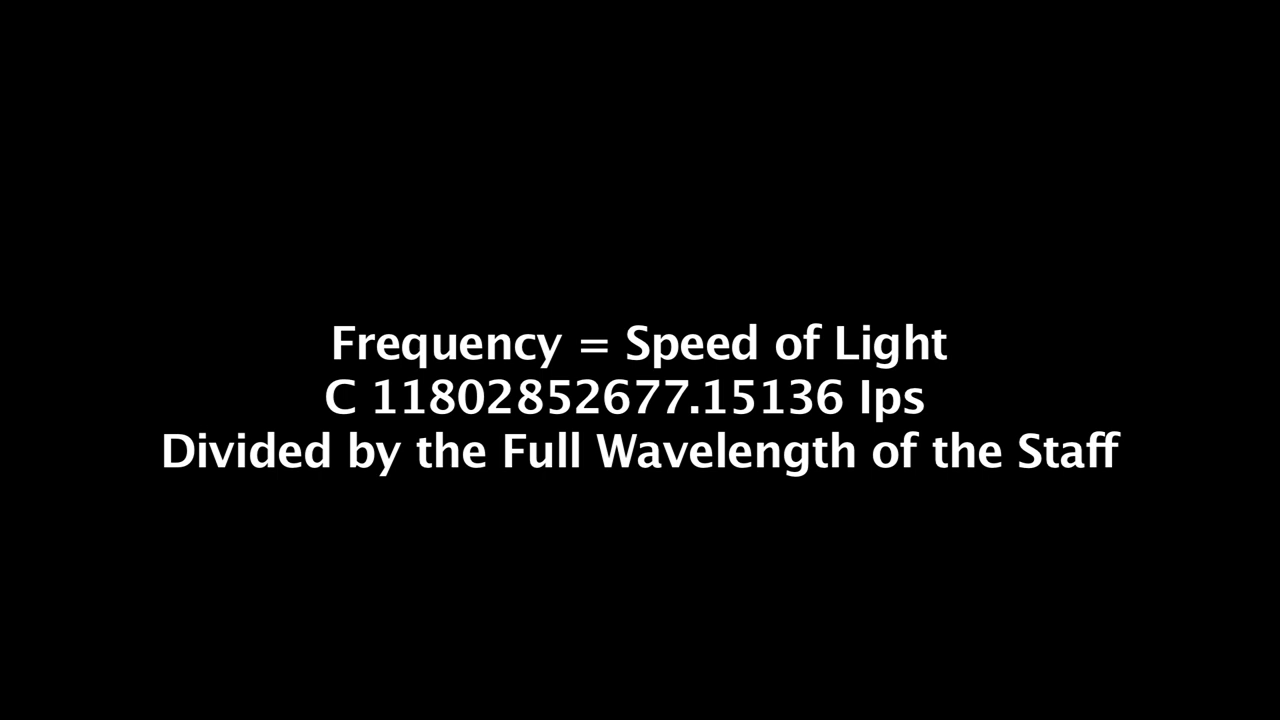 Frequency = Speed of Light
C 11802852677.15136 Ips
Divided by the Full Wavelength of the Staff